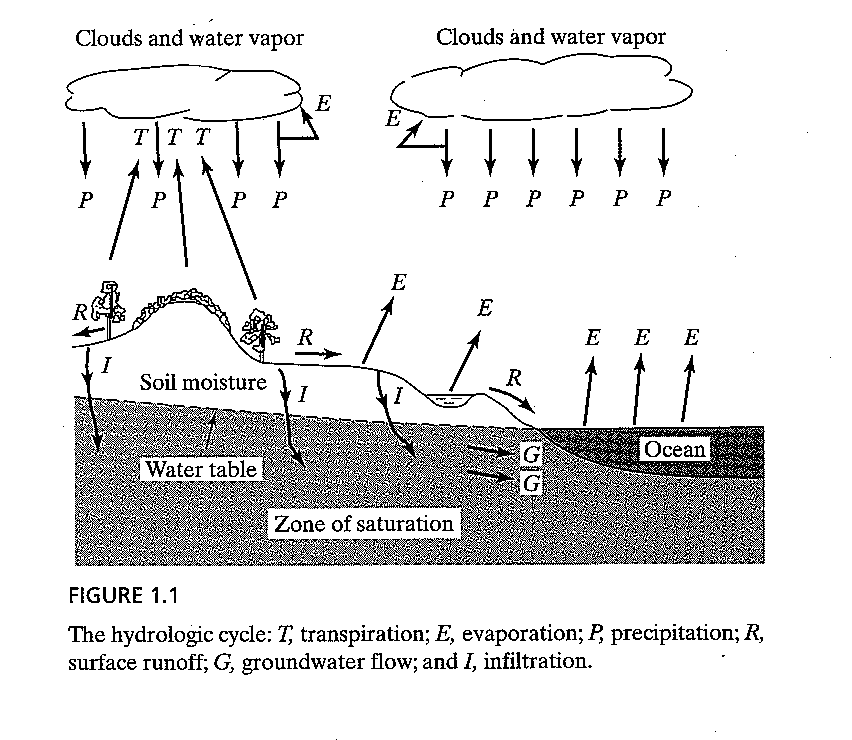 Clouds and water vapor Clouds and water vapor
E E
T T T
P P P P P P P P P P
E
R E
R E E E
I R
Soil moisture I I
G Ocean
Water table G
Zone of saturation
FIGURE 1.1
The hydrologic cycle: T, transpiration; E, evaporation; P, precipitation; R,
surface runoff; G, groundwater flow; and I, infiltration.